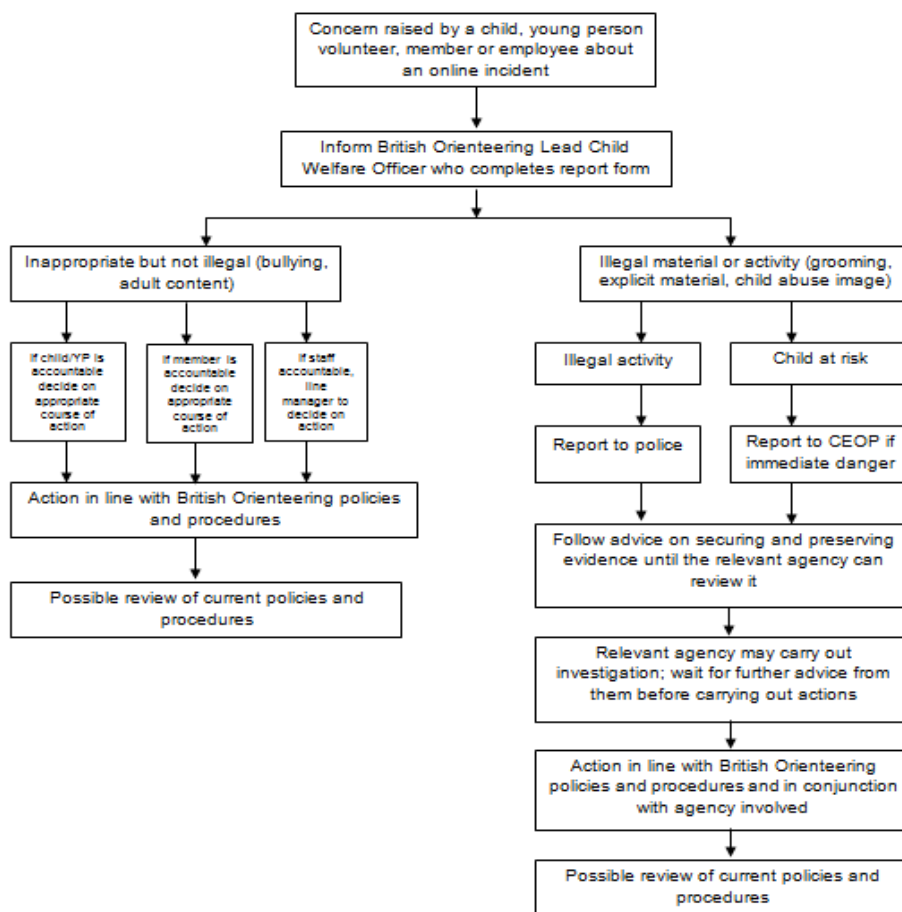 Concern raised by a child, young person
volunteer, member or employee about
an online incident
Inform British Orienteering Lead Child
Welfare Officer who completes report form
Inappropriate but not illegal (bullying,
adult content)
If child/YP is
accountable
decide on
appropriate
course of
action
If member is
accountable
decide on
appropriate
course of
action
If staff
accountable,
line
manager to
decide on
action
Action in line with British Orienteering policies
and procedures
Possible review of current policies and
procedures
Illegal material or activity (grooming,
explicit material, child abuse image)
Illegal activity
Child at risk
Report to police
Report to CEOP if
immediate danger
Follow advice on securing and preserving
evidence until the relevant agency can
review it
Relevant agency may carry out
investigation; wait for further advice from
them before carrying out actions
Action in line with British Orienteering
policies and procedures and in conjunction
with agency involved
Possible review of current policies and
procedures